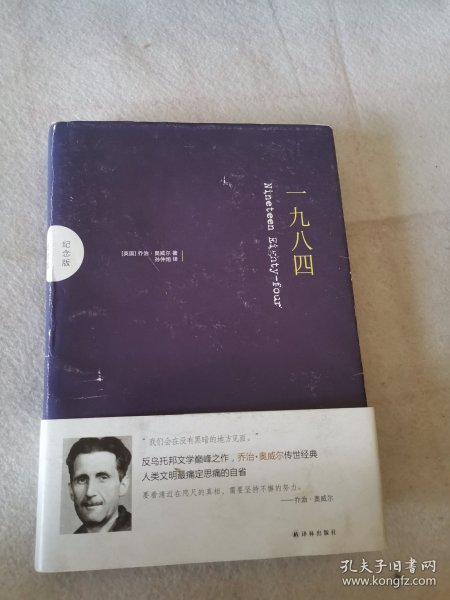 一九八四
Nineteen Eighty-four
纪念版
[英国] 乔治·奥威尔 著
孙仲旭 译
“我们会在没有黑暗的地方见面。”
反乌托邦文学巅峰之作，乔治·奥威尔传世经典
人类文明最痛定思痛的自省
要看清近在咫尺的真相，需要坚持不懈的努力。
——乔治·奥威尔
译林出版社
孔夫子旧书网
www.kongfz.com